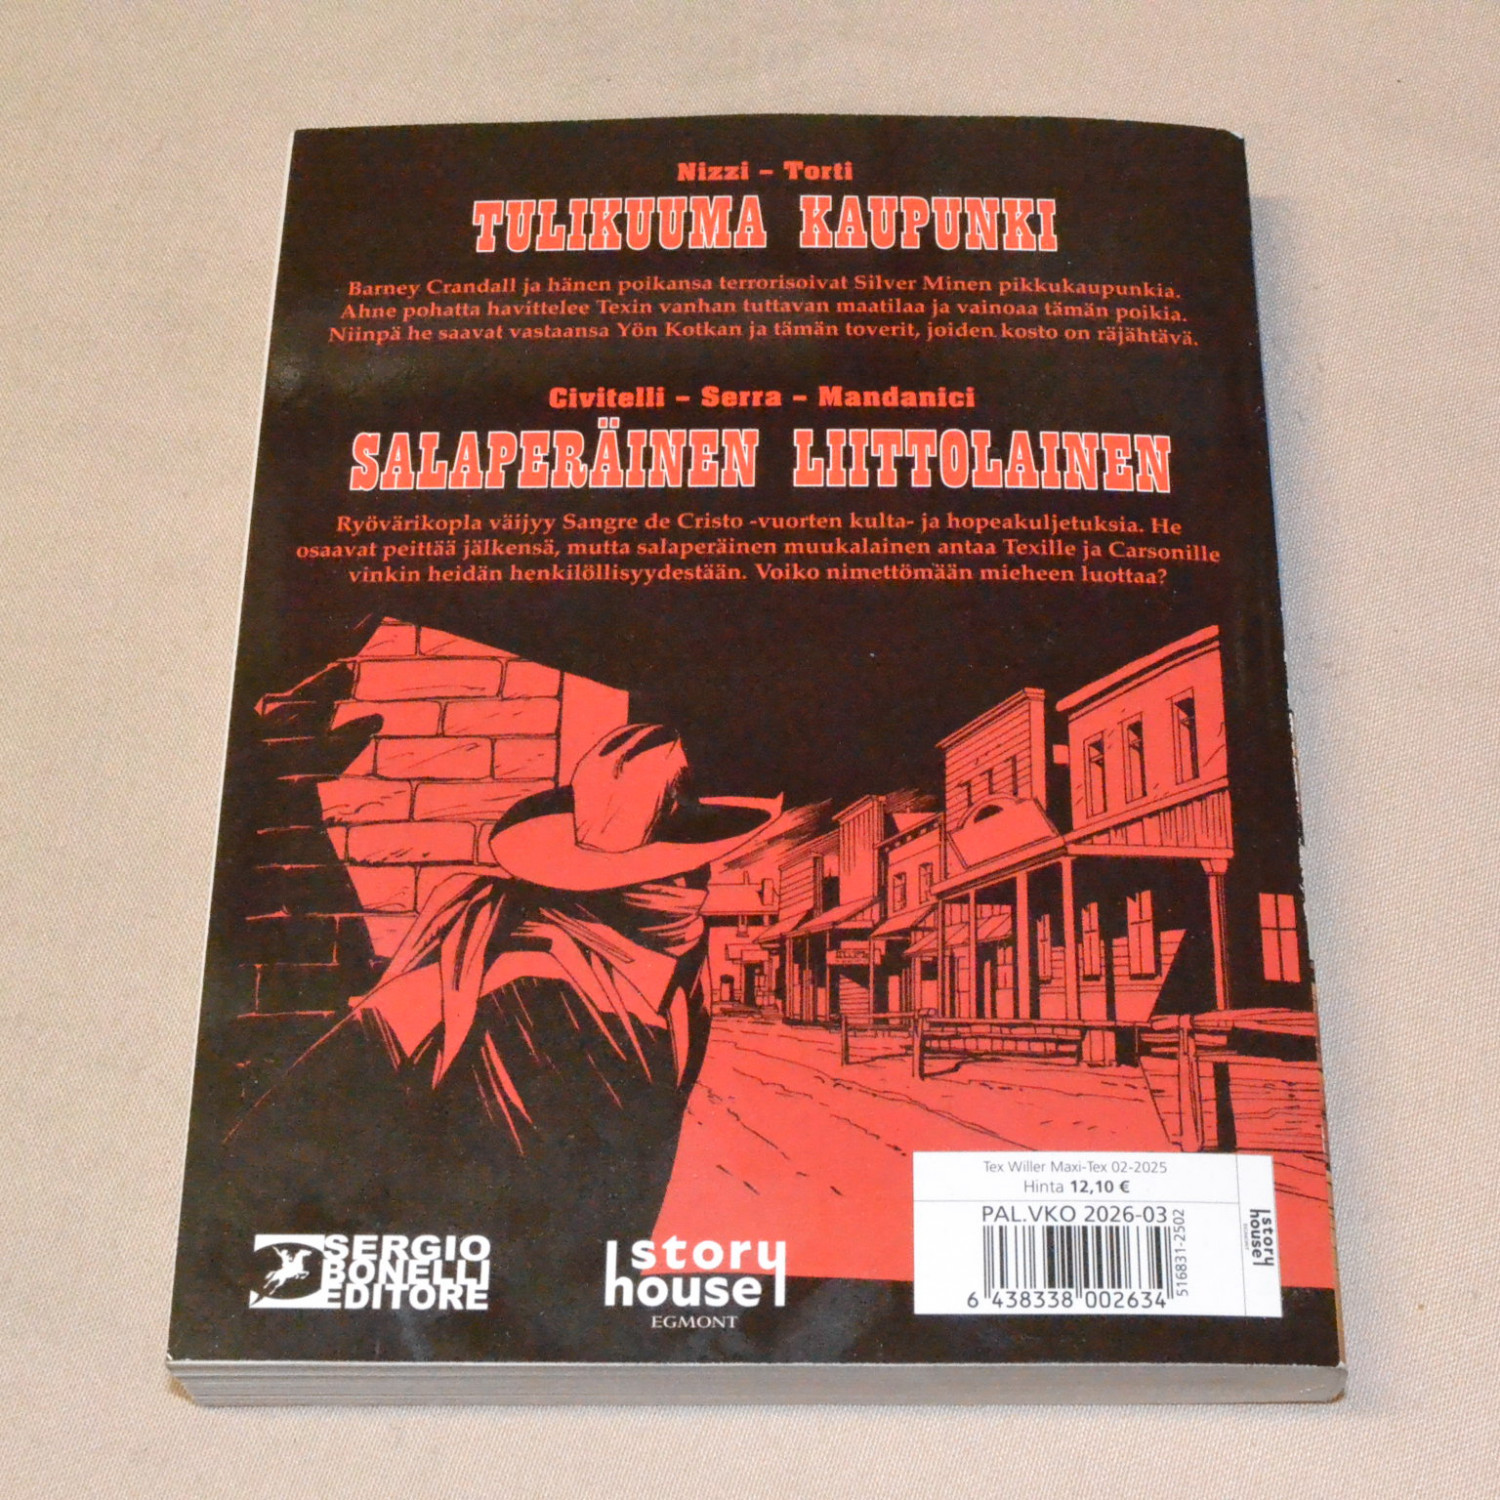 Nizzi – Torti
TULIKUUMA KAUPUNKI
Barney Crandall ja hänen poikansa terrorisoivat Silver Minen pikkukaupunkia.
Ahne pohatta havittelee Texin vanhan tuttavan maatilaa ja vainoaa tämän poikia.
Niinpä he saavat vastaansa Yön Kotkan ja tämän toverit, joiden kosto on räjähtävä.
Civitelli – Serra – Mandanici
SALAPERÄINEN LIITTOLAINEN
Ryövärikopla väijyy Sangre de Cristo -vuorten kulta- ja hopeakuljetuksia. He
osaavat peittää jälkensä, mutta salaperäinen muukalainen antaa Texille ja Carsonille
vinkin heidän henkilöllisyydestään. Voiko nimettömään mieheen luottaa?
SERGIO
BONELLI
EDITORE
story
house
EGMONT
Tex Willer Maxi-Tex 02-2025
Hinta 12,10 €
PAL.VKO 2026-03
6 438338 002634
516831-2502
story
house